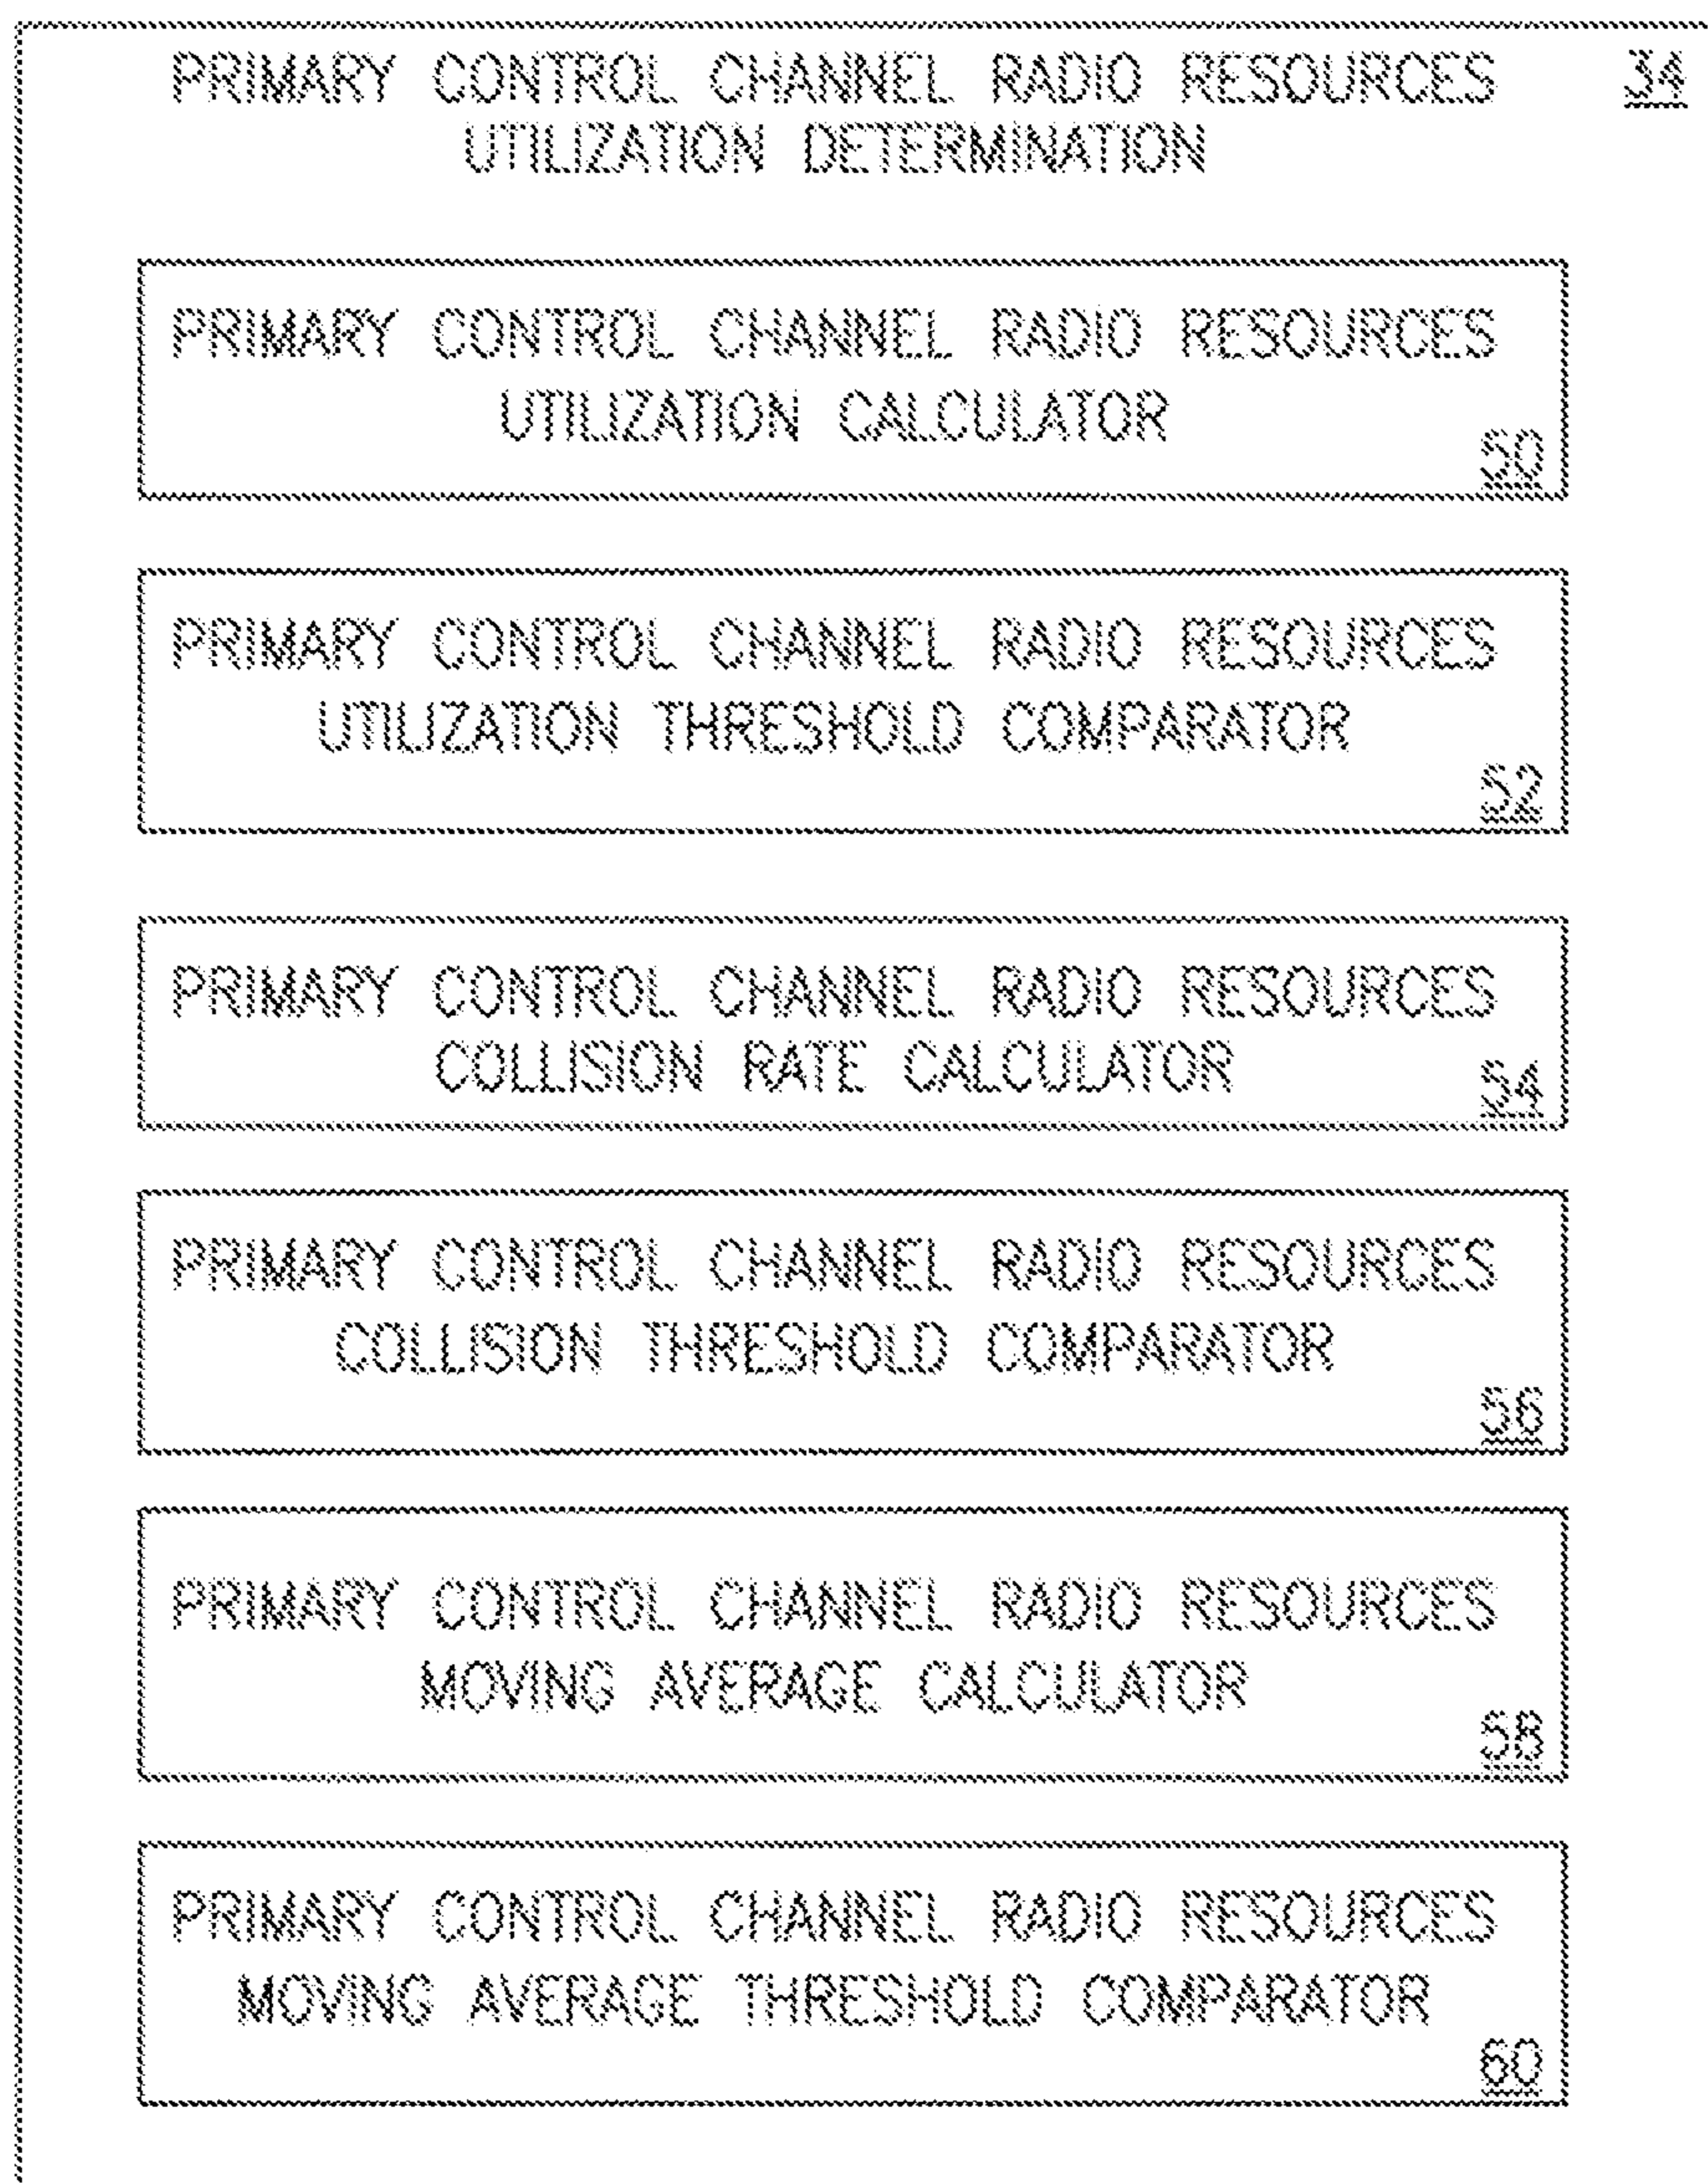 PRIMARY CONTROL CHANNEL RADIO RESOURCES 34
UTILIZATION DETERMINATION
PRIMARY CONTROL CHANNEL RADIO RESOURCES
UTILIZATION CALCULATOR
50
PRIMARY CONTROL CHANNEL RADIO RESOURCES
UTILIZATION THRESHOLD COMPARATOR
52
PRIMARY CONTROL CHANNEL RADIO RESOURCES
COLLISION RATE CALCULATOR
54
PRIMARY CONTROL CHANNEL RADIO RESOURCES
COLLISION THRESHOLD COMPARATOR
56
PRIMARY CONTROL CHANNEL RADIO RESOURCES
MOVING AVERAGE CALCULATOR
58
PRIMARY CONTROL CHANNEL RADIO RESOURCES
MOVING AVERAGE THRESHOLD COMPARATOR
60